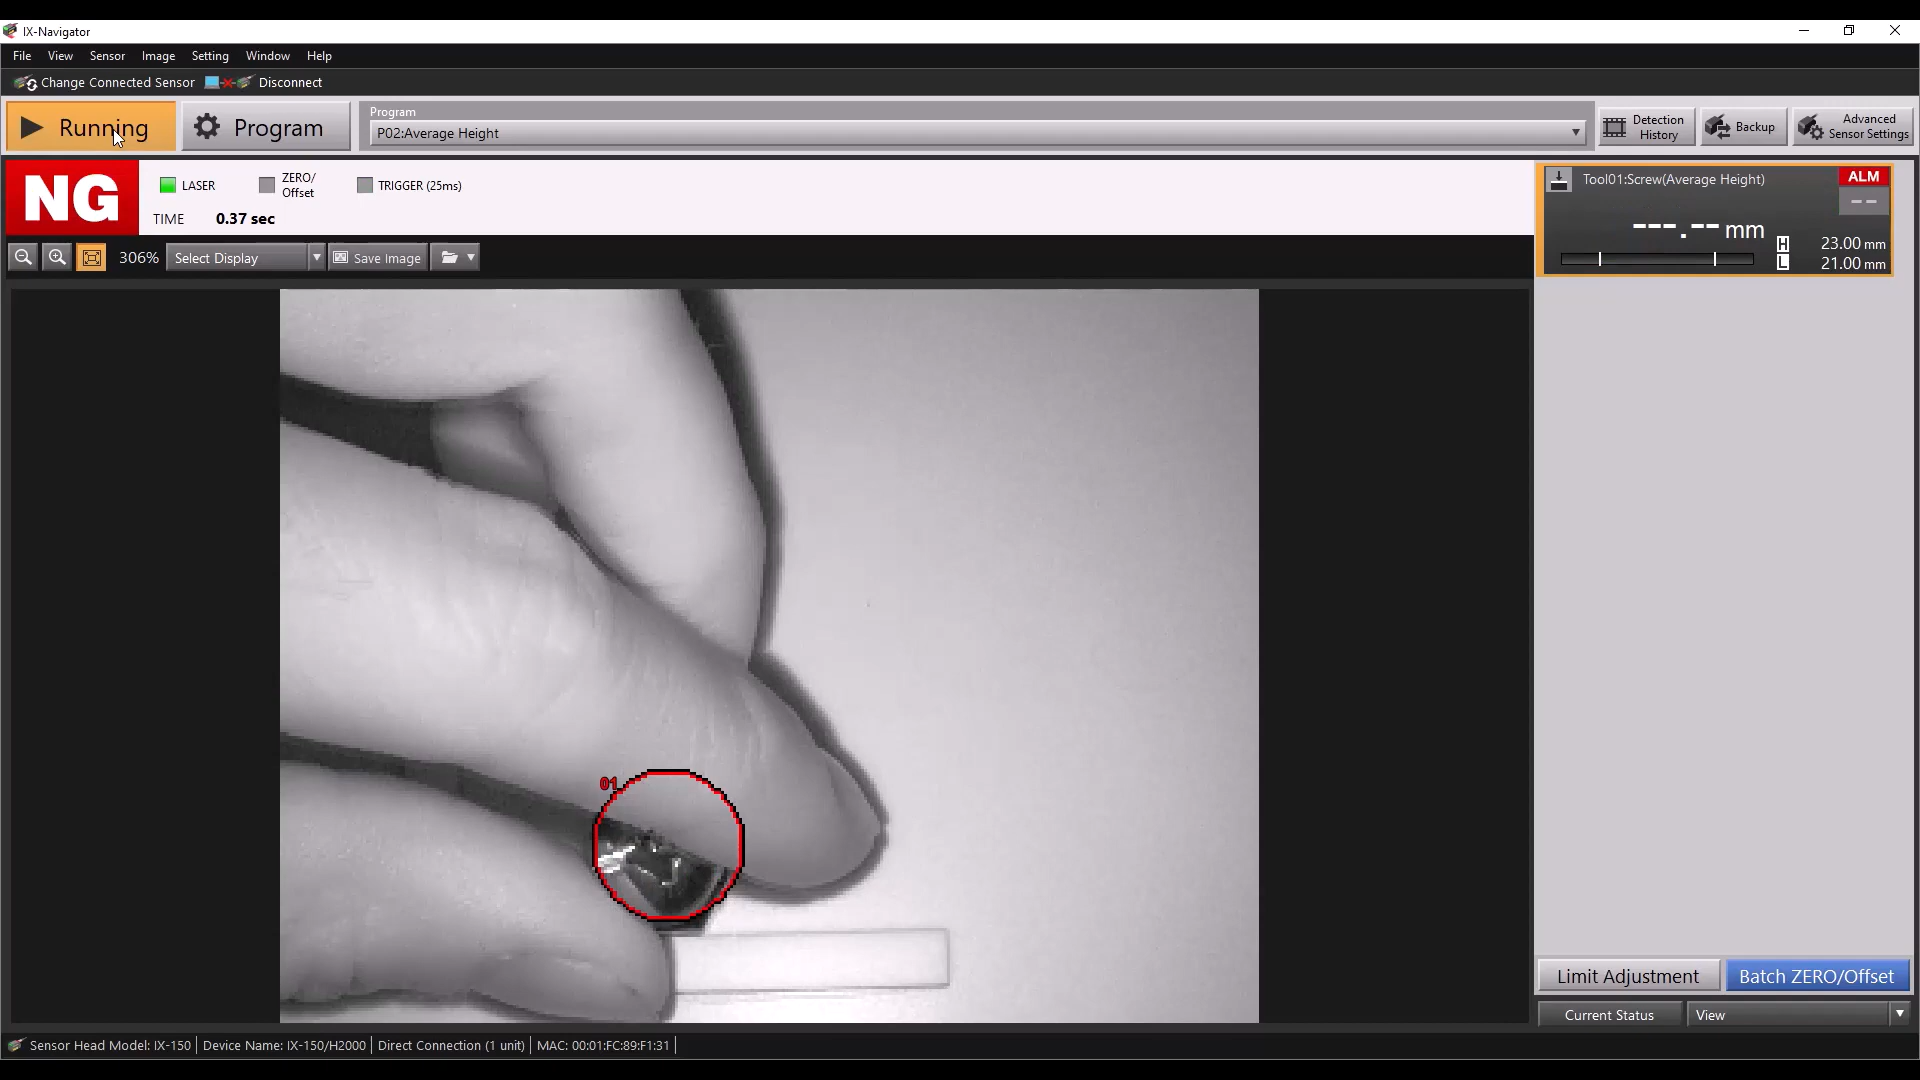 IX-Navigator
File View Sensor Image Setting Window Help
Change Connected Sensor Disconnect
Running Program
Program
P02:Average Height
Detection History
Backup
Advanced Sensor Settings
NG
LASER
ZERO/
Offset
TRIGGER (25ms)
TIME 0.37 sec
306% Select Display Save Image
Tool01:Screw(Average Height)
ALM
--
---.-- mm
H 23.00 mm
L 21.00 mm
01
Limit Adjustment Batch ZERO/Offset
Current Status View
Sensor Head Model: IX-150 Device Name: IX-150/H2000 Direct Connection (1 unit) MAC: 00:01:FC:89:F1:31